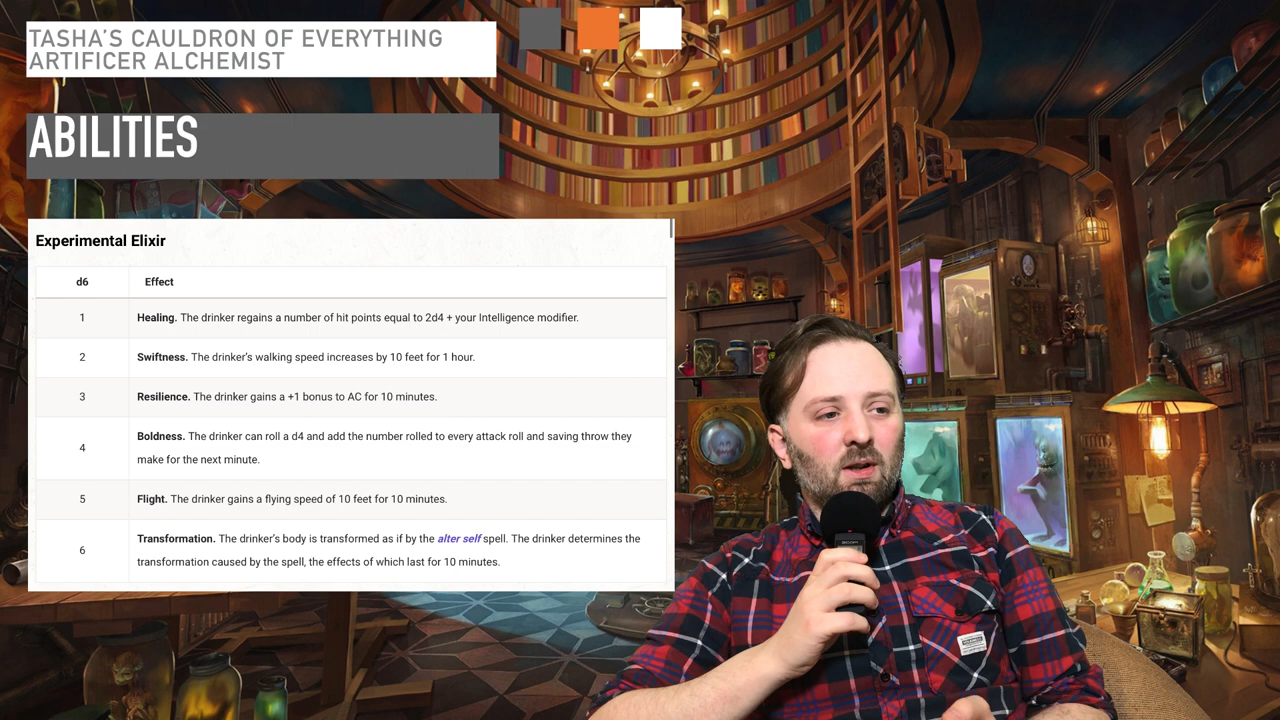 TASHA'S CAULDRON OF EVERYTHING
ARTIFICER ALCHEMIST
ABILITIES
Experimental Elixir
d6 Effect
1 Healing. The drinker regains a number of hit points equal to 2d4 + your Intelligence modifier.
2 Swiftness. The drinker's walking speed increases by 10 feet for 1 hour.
3 Resilience. The drinker gains a +1 bonus to AC for 10 minutes.
4 Boldness. The drinker can roll a d4 and add the number rolled to every attack roll and saving throw they
make for the next minute.
5 Flight. The drinker gains a flying speed of 10 feet for 10 minutes.
6 Transformation. The drinker's body is transformed as if by the alter self spell. The drinker determines the
transformation caused by the spell, the effects of which last for 10 minutes.